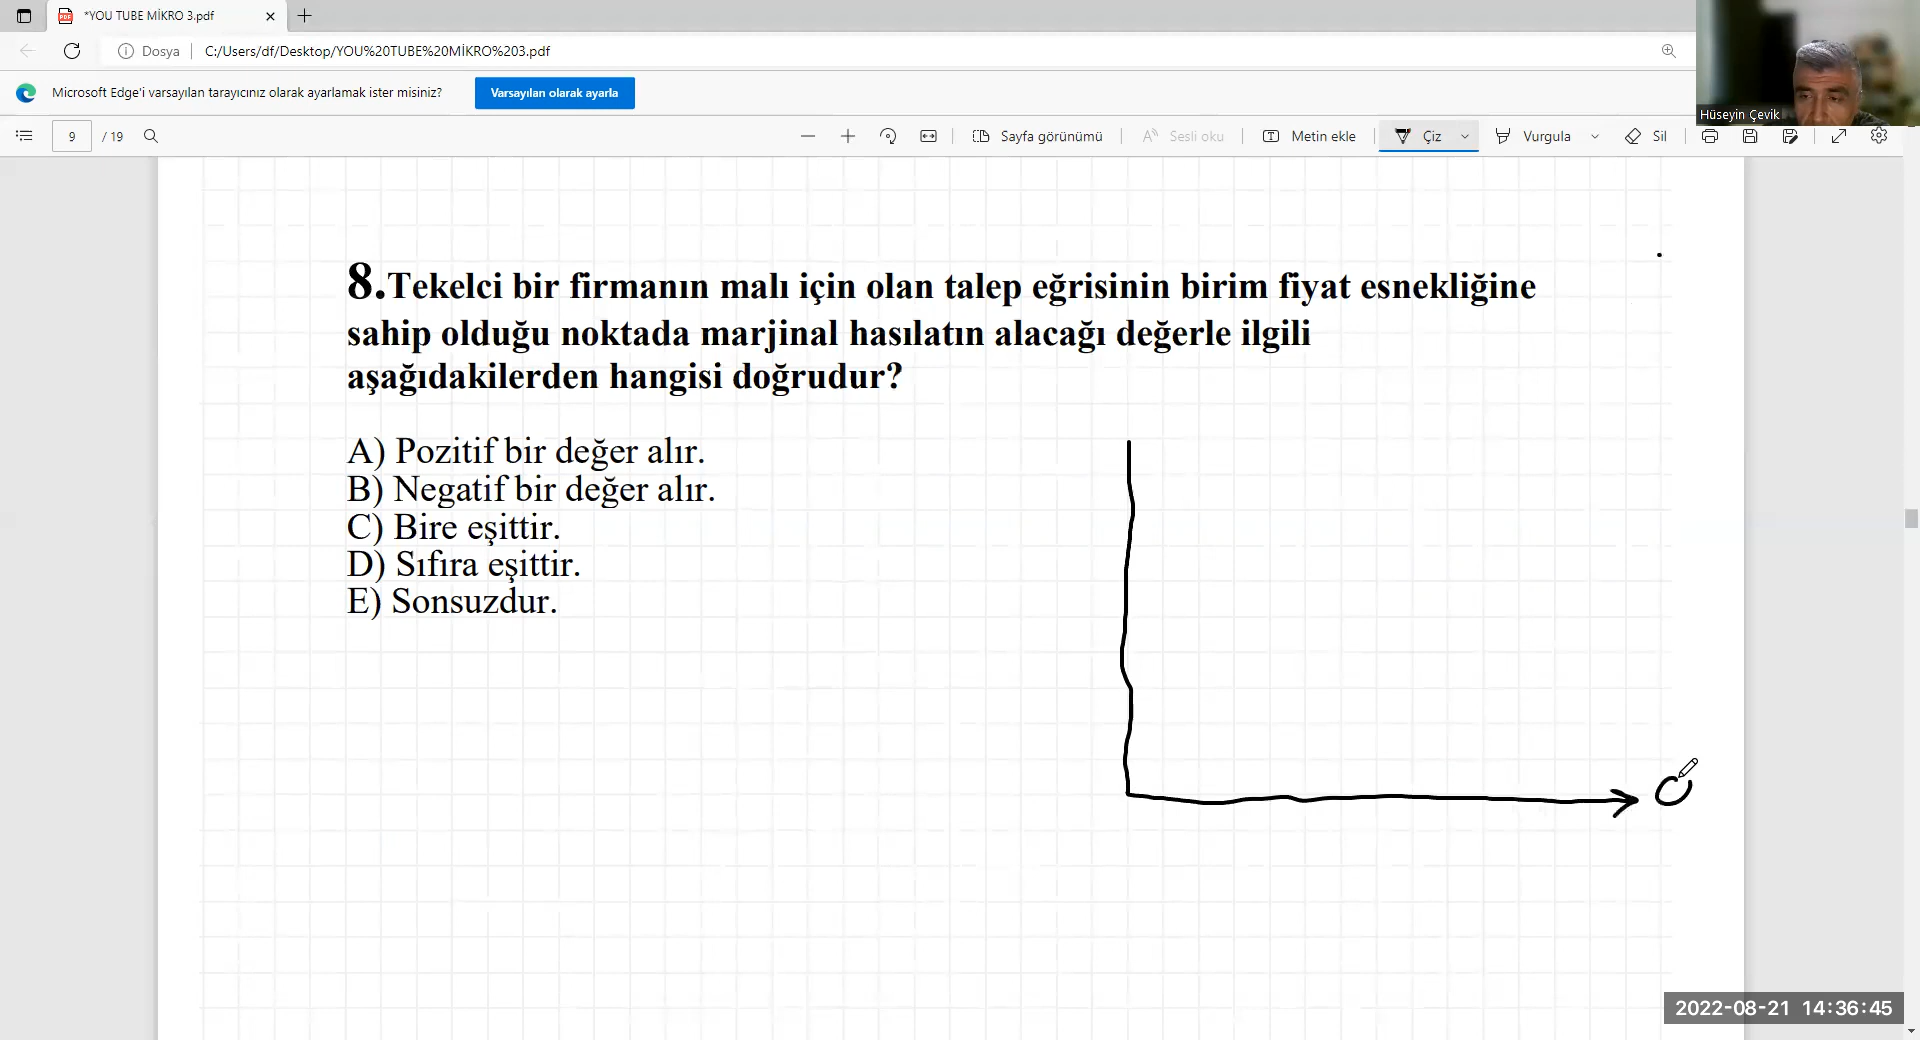 *YOU TUBE MİKRO 3.pdf
Dosya
C:/Users/df/Desktop/YOU%20TUBE%20MİKRO%203.pdf
Microsoft Edge'i varsayılan tarayıcınız olarak ayarlamak ister misiniz?
Varsayılan olarak ayarla
Hüseyin Çevik
9 / 19
Sayfa görünümü
Sesli oku
Metin ekle
Çiz
Vurgula
Sil
8.Tekelci bir firmanın malı için olan talep eğrisinin birim fiyat esnekliğine
sahip olduğu noktada marjinal hasılatın alacağı değerle ilgili
aşağıdakilerden hangisi doğrudur?
A) Pozitif bir değer alır.
B) Negatif bir değer alır.
C) Bire eşittir.
D) Sıfıra eşittir.
E) Sonsuzdur.
2022-08-21 14:36:45